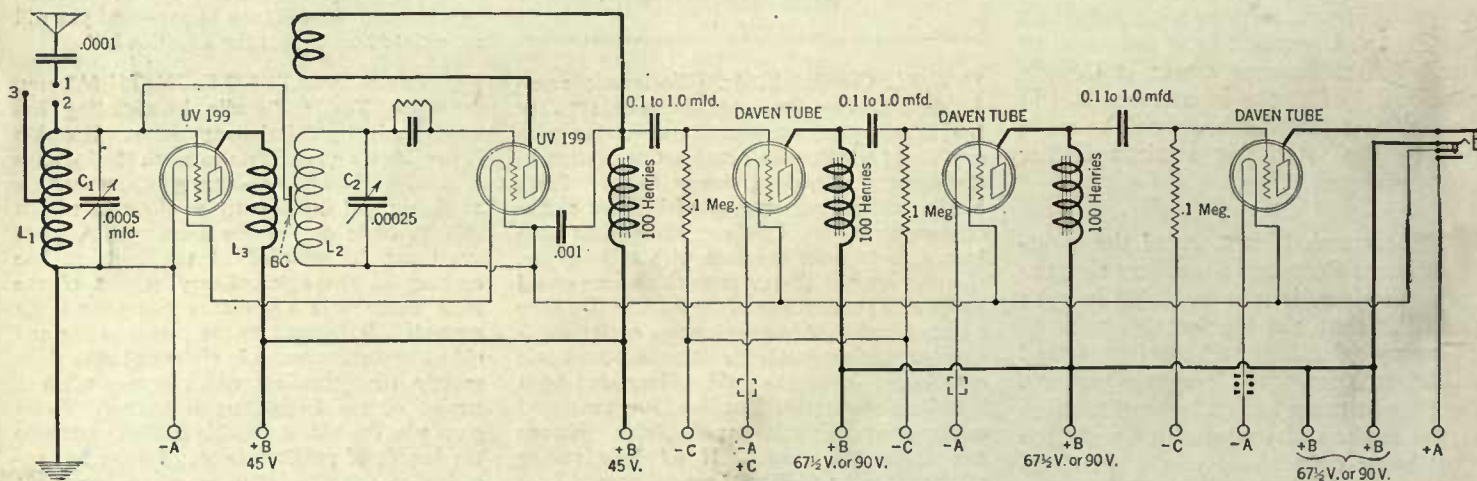 .0001
1
3
2
UV 199
C1
.0005
mfd.
L1
L3
BC
L2
C2
.00025
UV 199
.001
0.1 to 1.0 mfd.
100 Henries
.1 Meg.
DAVEN TUBE
0.1 to 1.0 mfd.
100 Henries
.1 Meg
DAVEN TUBE
0.1 to 1.0 mfd.
100 Henries
.1 Meg.
DAVEN TUBE
-A
+B
45 V
+B
45 V.
-C
-A
+C
+B
67½ V. or 90 V.
-C
-A
+B
67½ V. or 90 V.
-C
-A
+B
+B
67½ V. or 90 V.
+A